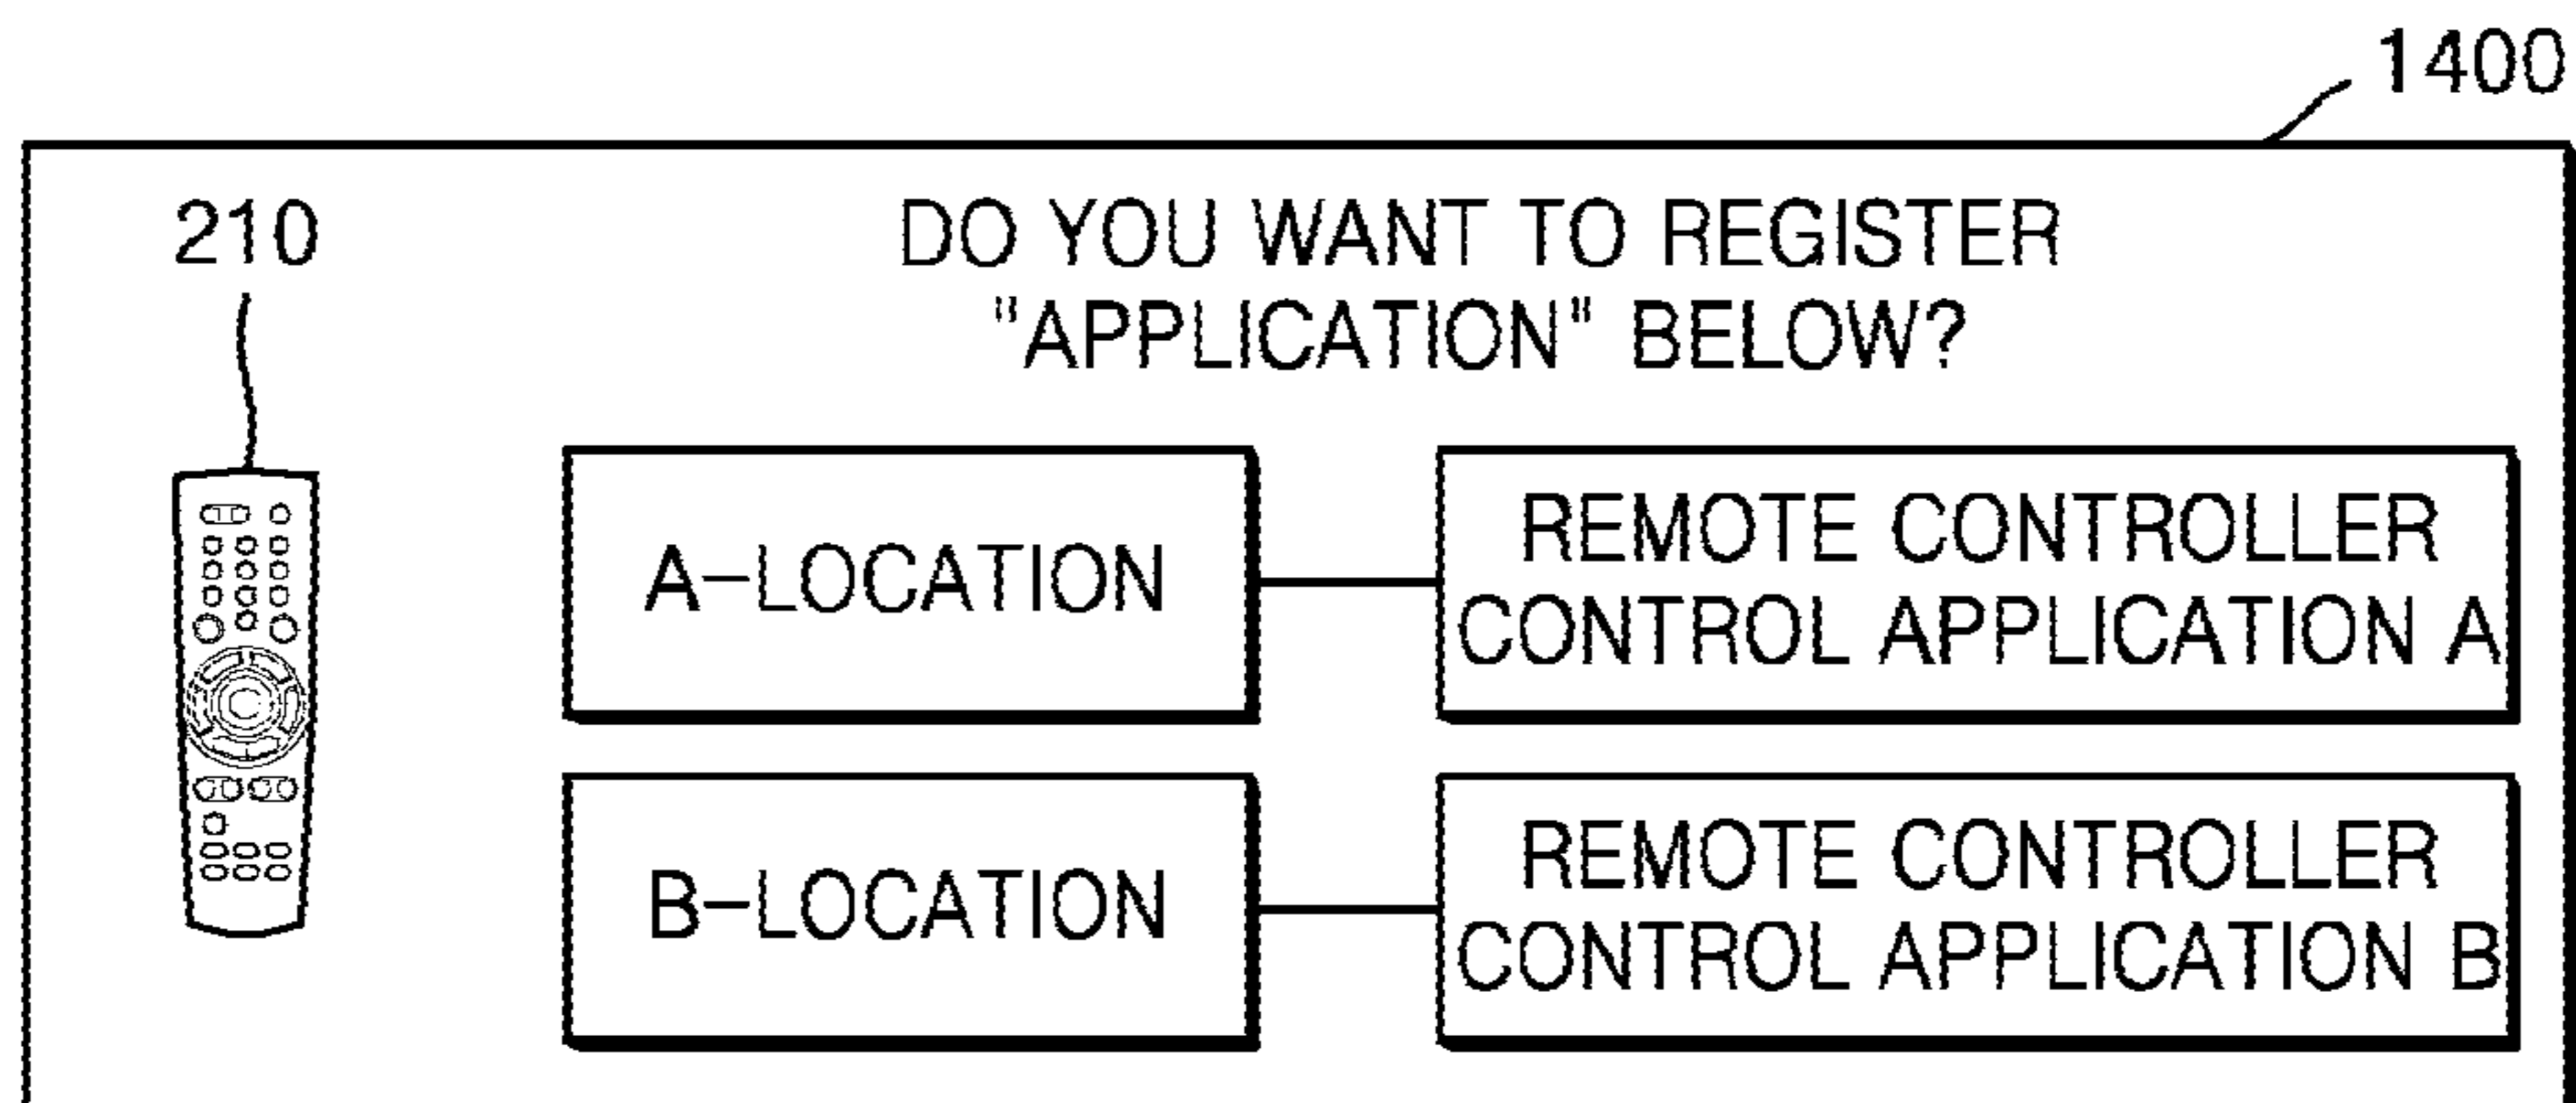 1400
210
DO YOU WANT TO REGISTER
"APPLICATION" BELOW?
A-LOCATION
REMOTE CONTROLLER
CONTROL APPLICATION A
B-LOCATION
REMOTE CONTROLLER
CONTROL APPLICATION B